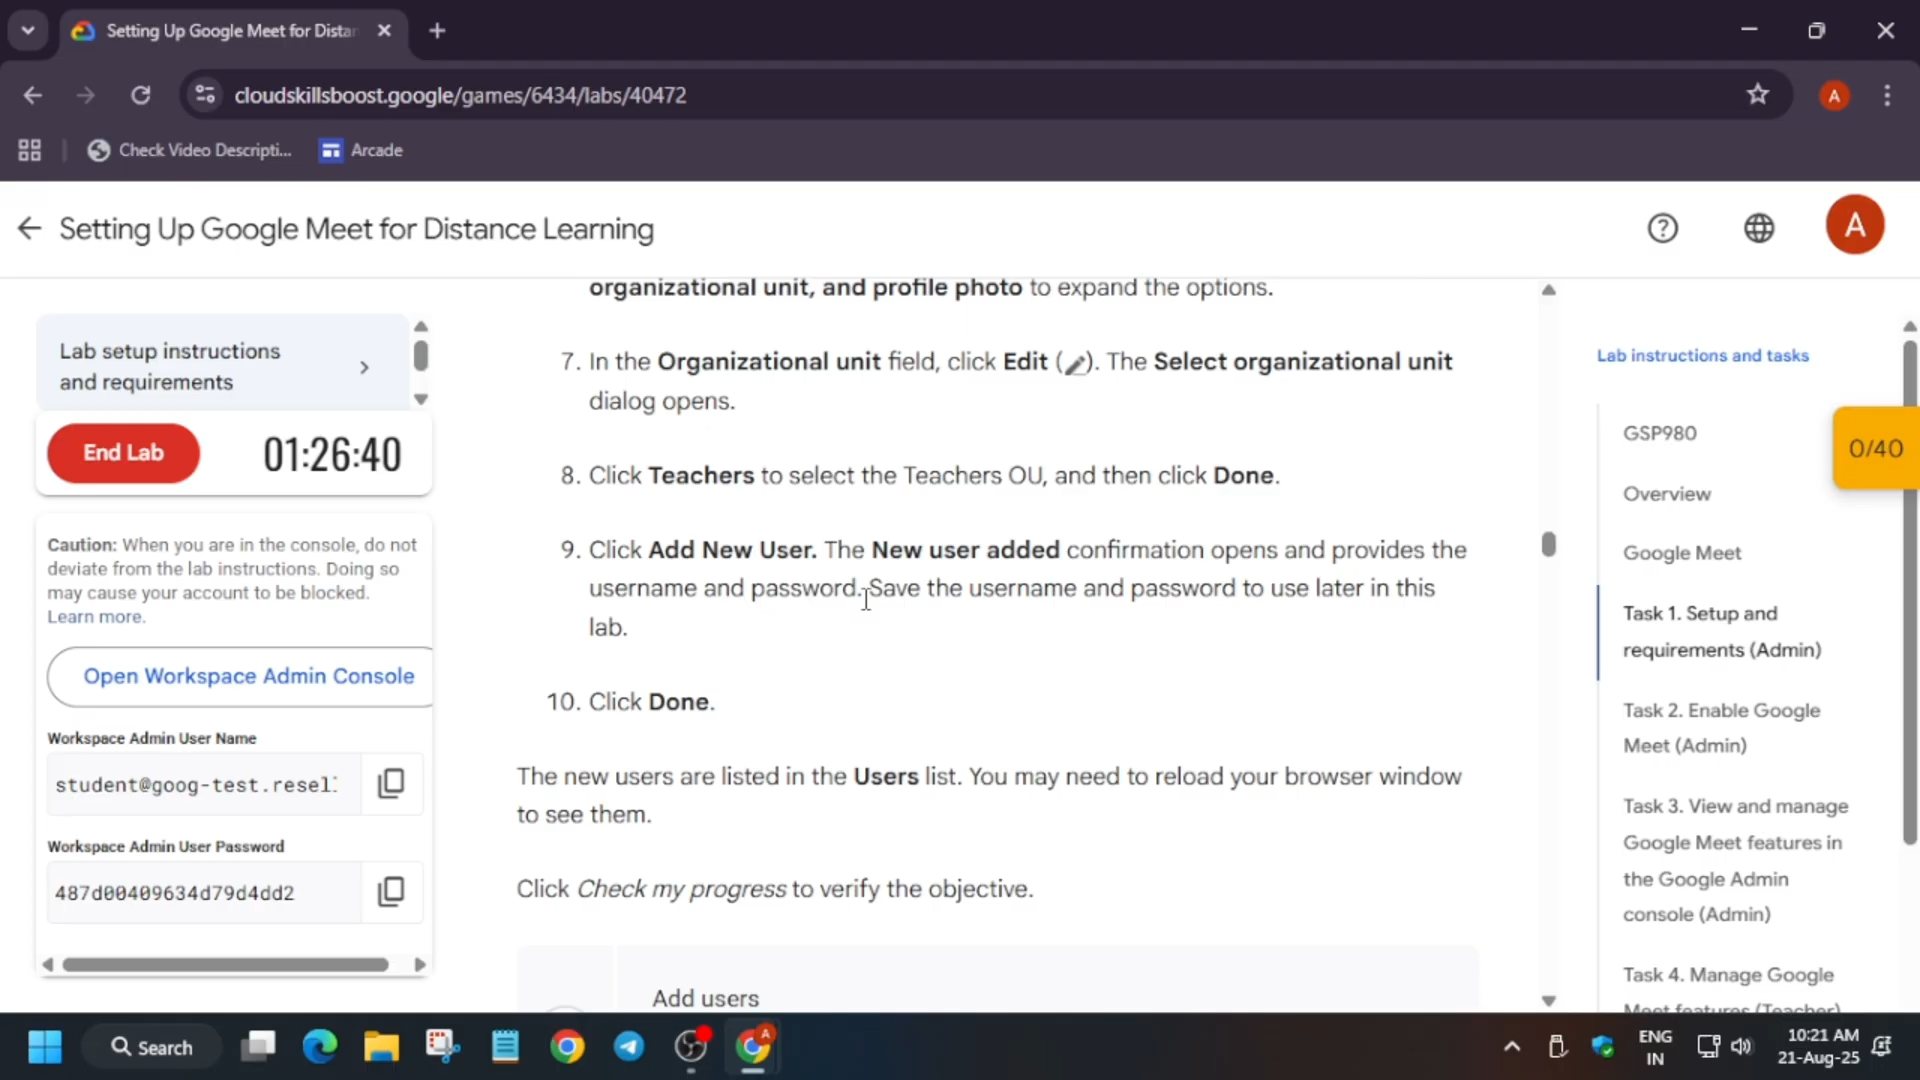 Setting Up Google Meet for Distar
cloudskillsboost.google/games/6434/labs/40472
Check Video Descripti...
Arcade
A
Setting Up Google Meet for Distance Learning
A
organizational unit, and profile photo to expand the options.
7. In the Organizational unit field, click Edit ( ). The Select organizational unit
dialog opens.
8. Click Teachers to select the Teachers OU, and then click Done.
9. Click Add New User. The New user added confirmation opens and provides the
username and password. Save the username and password to use later in this
lab.
10. Click Done.
The new users are listed in the Users list. You may need to reload your browser window
to see them.
Click Check my progress to verify the objective.
Add users
Lab setup instructions
and requirements
End Lab
01:26:40
Caution: When you are in the console, do not
deviate from the lab instructions. Doing so
may cause your account to be blocked.
Learn more.
Open Workspace Admin Console
Workspace Admin User Name
student@goog-test.resel
Workspace Admin User Password
487d00409634d79d4dd2
Lab instructions and tasks
GSP980
0/40
Overview
Google Meet
Task 1. Setup and
requirements (Admin)
Task 2. Enable Google
Meet (Admin)
Task 3. View and manage
Google Meet features in
the Google Admin
console (Admin)
Task 4. Manage Google
Meet features (Teacher)
Search
A
ENG
IN
10:21 AM
21-Aug-25